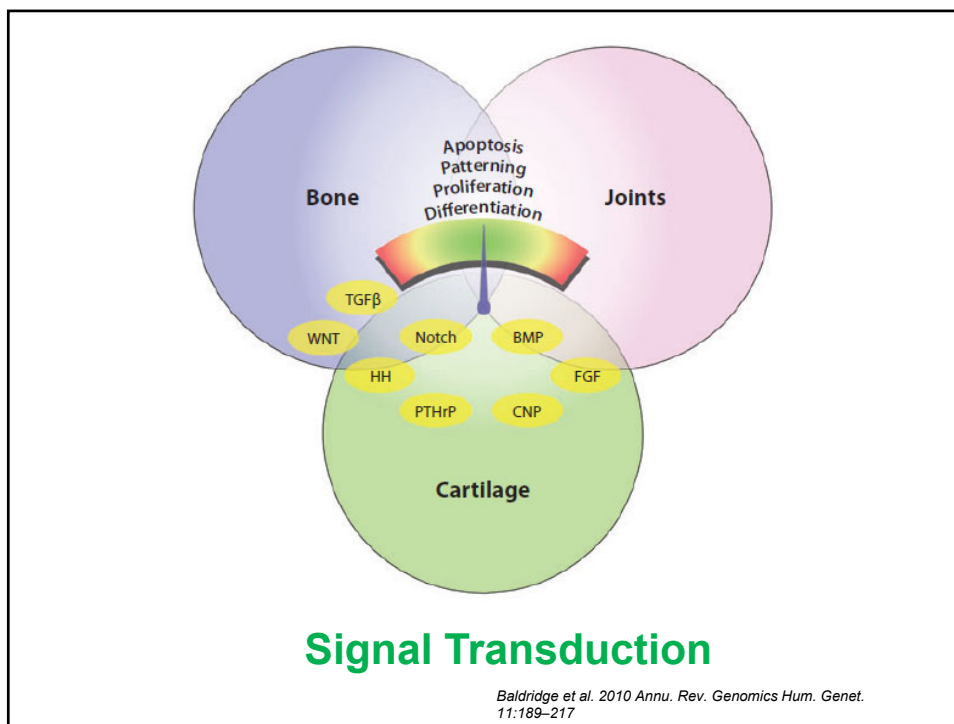 Apoptosis
Patterning
Proliferation
Differentiation
Bone
Joints
TGFβ
WNT
Notch
BMP
HH
FGF
PTHrP
CNP
Cartilage
Signal Transduction
Baldridge et al. 2010 Annu. Rev. Genomics Hum. Genet.
11:189–217